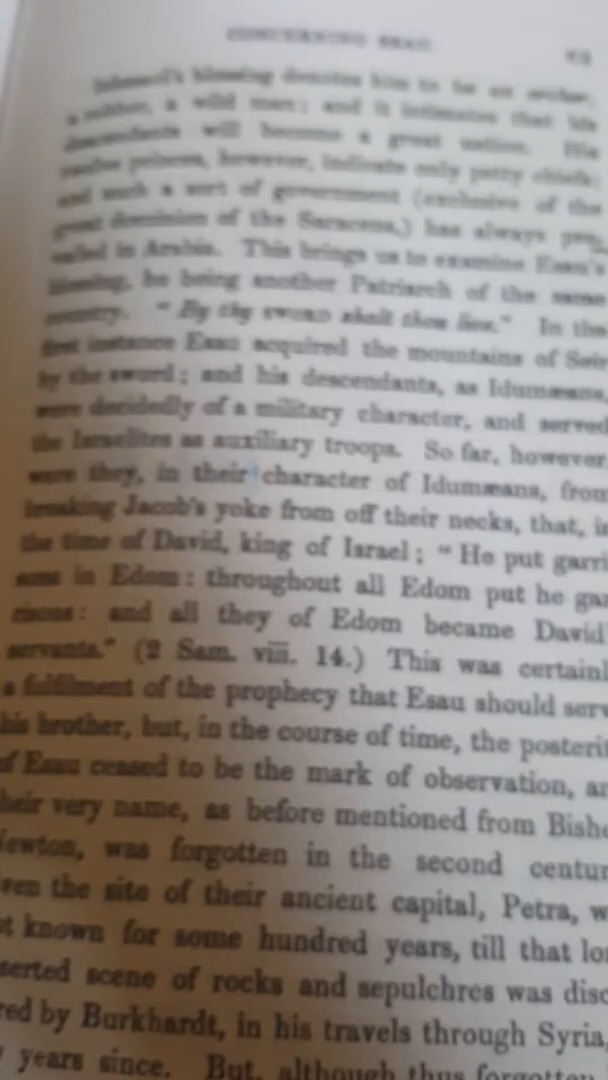 CONCERNING ESAU.
Ishmael's blessing denotes him to be an archer,
a robber, a wild man; and it intimates that his
descendants will become a great nation. His
twelve princes, however, indicate only petty chiefs;
and such a sort of government (exclusive of the
great dominion of the Saracens,) has always pre-
vailed in Arabia. This brings us to examine Esau's
blessing, he being another Patriarch of the same
country. "By thy sword shalt thou live." In the
first instance Esau acquired the mountains of Seir
by the sword; and his descendants, as Idumæans,
were decidedly of a military character, and served
the Israelites as auxiliary troops. So far, however,
were they, in their character of Idumæans, from
breaking Jacob's yoke from off their necks, that, in
the time of David, king of Israel; "He put garri
sons in Edom: throughout all Edom put he gar
risons: and all they of Edom became David'
servants." (2 Sam. viii. 14.) This was certainl
a fulfilment of the prophecy that Esau should serv
his brother, but, in the course of time, the posterit
of Esau ceased to be the mark of observation, an
heir very name, as before mentioned from Bisho
Newton, was forgotten in the second centur
ven the site of their ancient capital, Petra, w
t known for some hundred years, till that lo
serted scene of rocks and sepulchres was disc
red by Burkhardt, in his travels through Syria,
years since. But, although thus forgotten